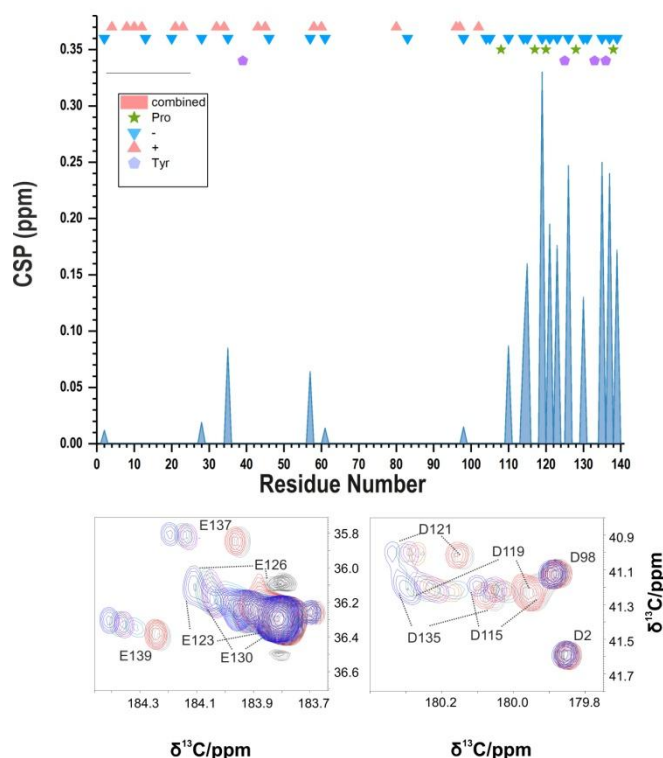 0.35
0.30
0.25
0.20
0.15
0.10
0.05
0.00
CSP (ppm)
combined
Pro
-
+
Tyr
0 10 20 30 40 50 60 70 80 90 100 110 120 130 140
Residue Number
E137
E126
E123
E130
E139
35.8
36.0
36.2
36.4
36.6
184.3 184.1 183.9 183.7
δ¹³C/ppm
D121
D119
D98
D135
D115
D2
40.9
41.1
41.3
41.5
41.7
δ¹³C/ppm
180.2 180.0 179.8
δ¹³C/ppm